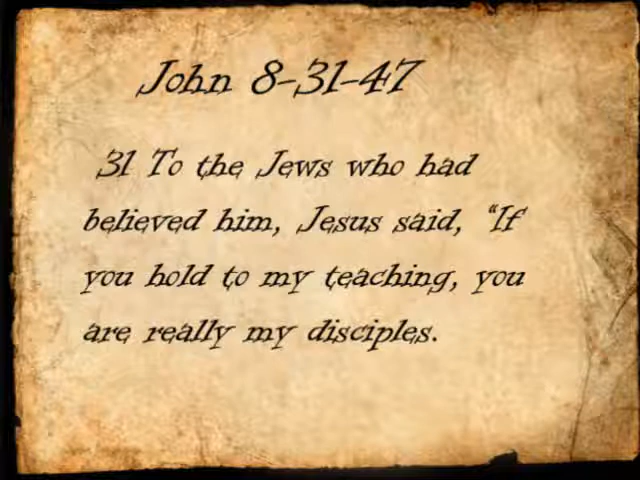 John 8-31-47
31 To the Jews who had
believed him, Jesus said, “If
you hold to my teaching, you
are really my disciples.